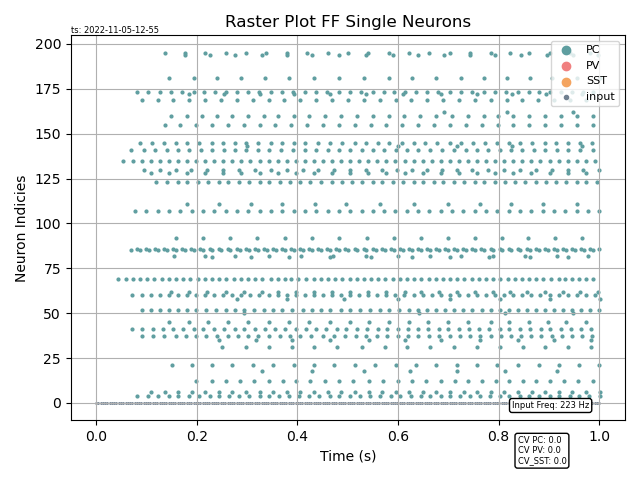 Raster Plot FF Single Neurons
ts: 2022-11-05-12-55
200
175
150
125
100
75
50
25
0
Neuron Indicies
PC
PV
SST
input
Input Freq: 223 Hz
0.0 0.2 0.4 0.6 0.8 1.0
Time (s)
CV PC: 0.0
CV PV: 0.0
CV_SST: 0.0